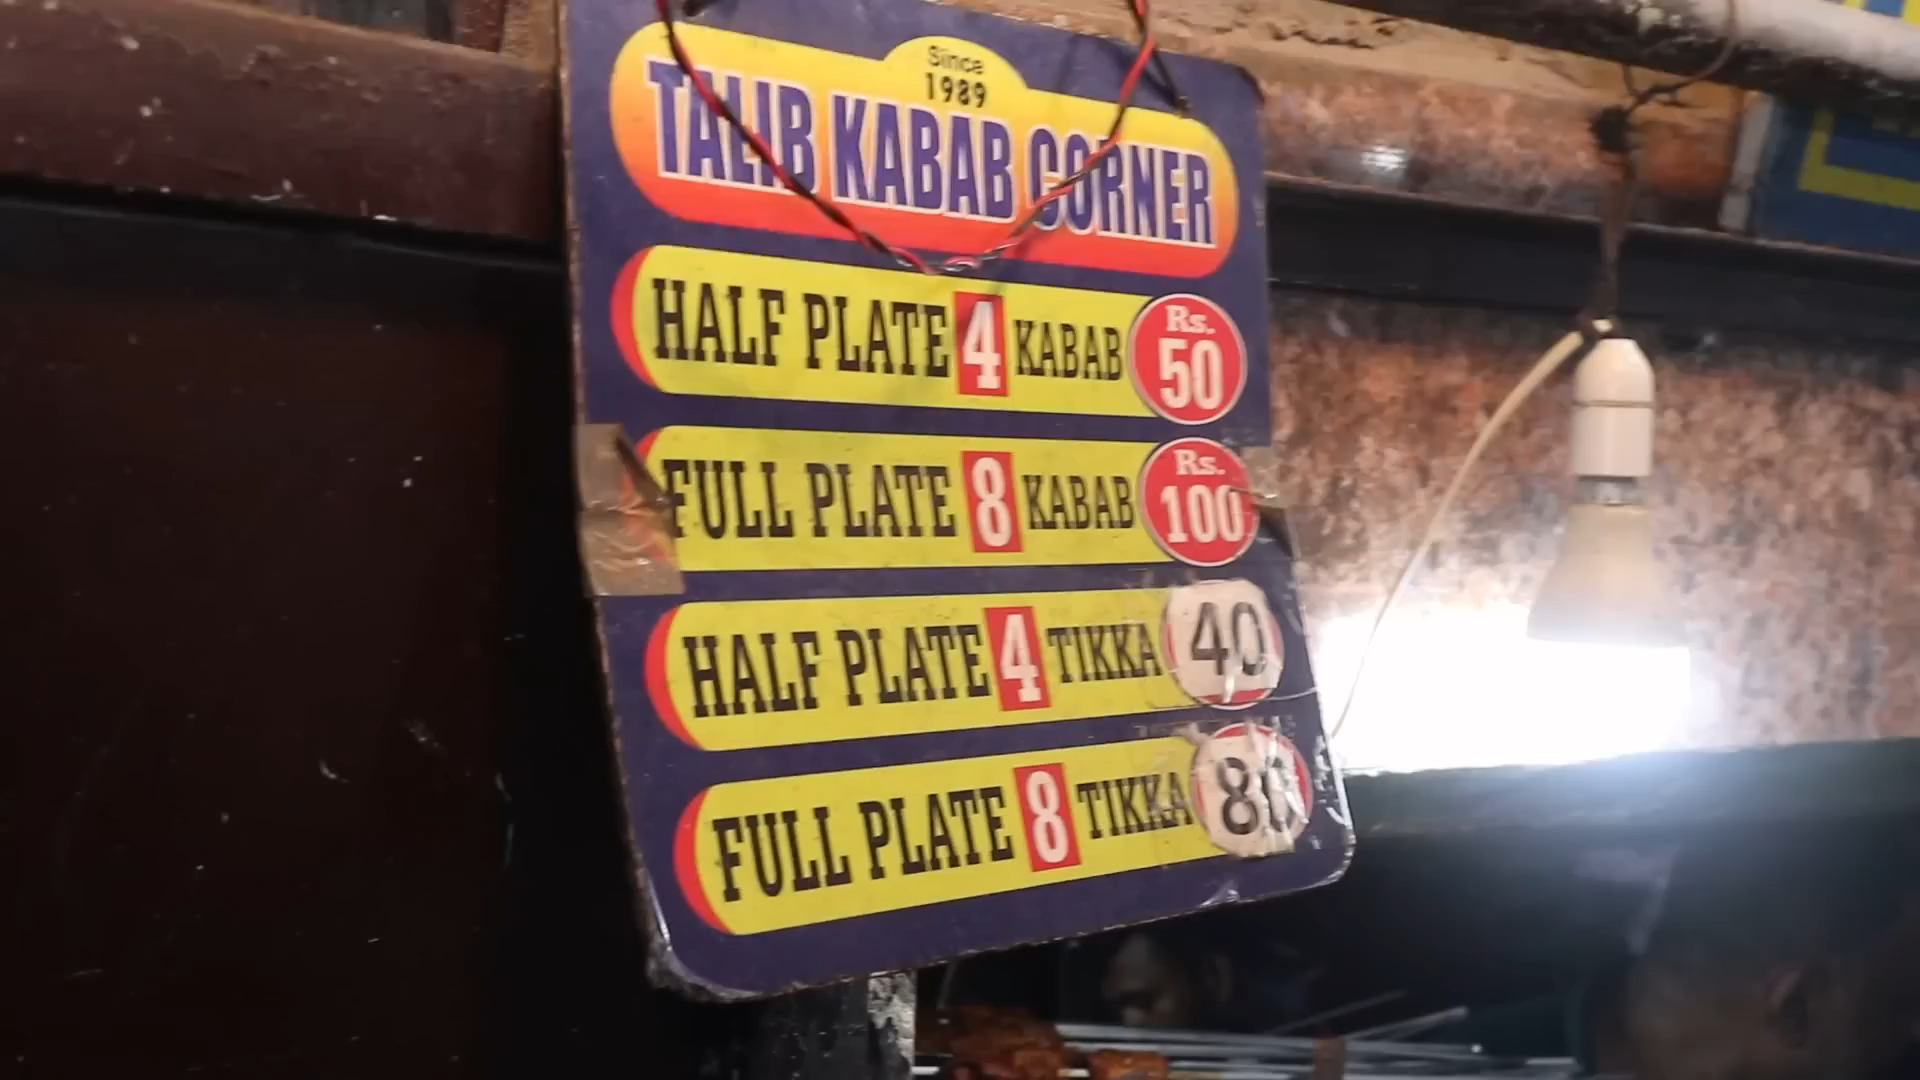 Since
1989
TALIB KABAB CORNER
HALF PLATE 4 KABAB Rs. 50
FULL PLATE 8 KABAB Rs. 100
HALF PLATE 4 TIKKA 40
FULL PLATE 8 TIKKA 80